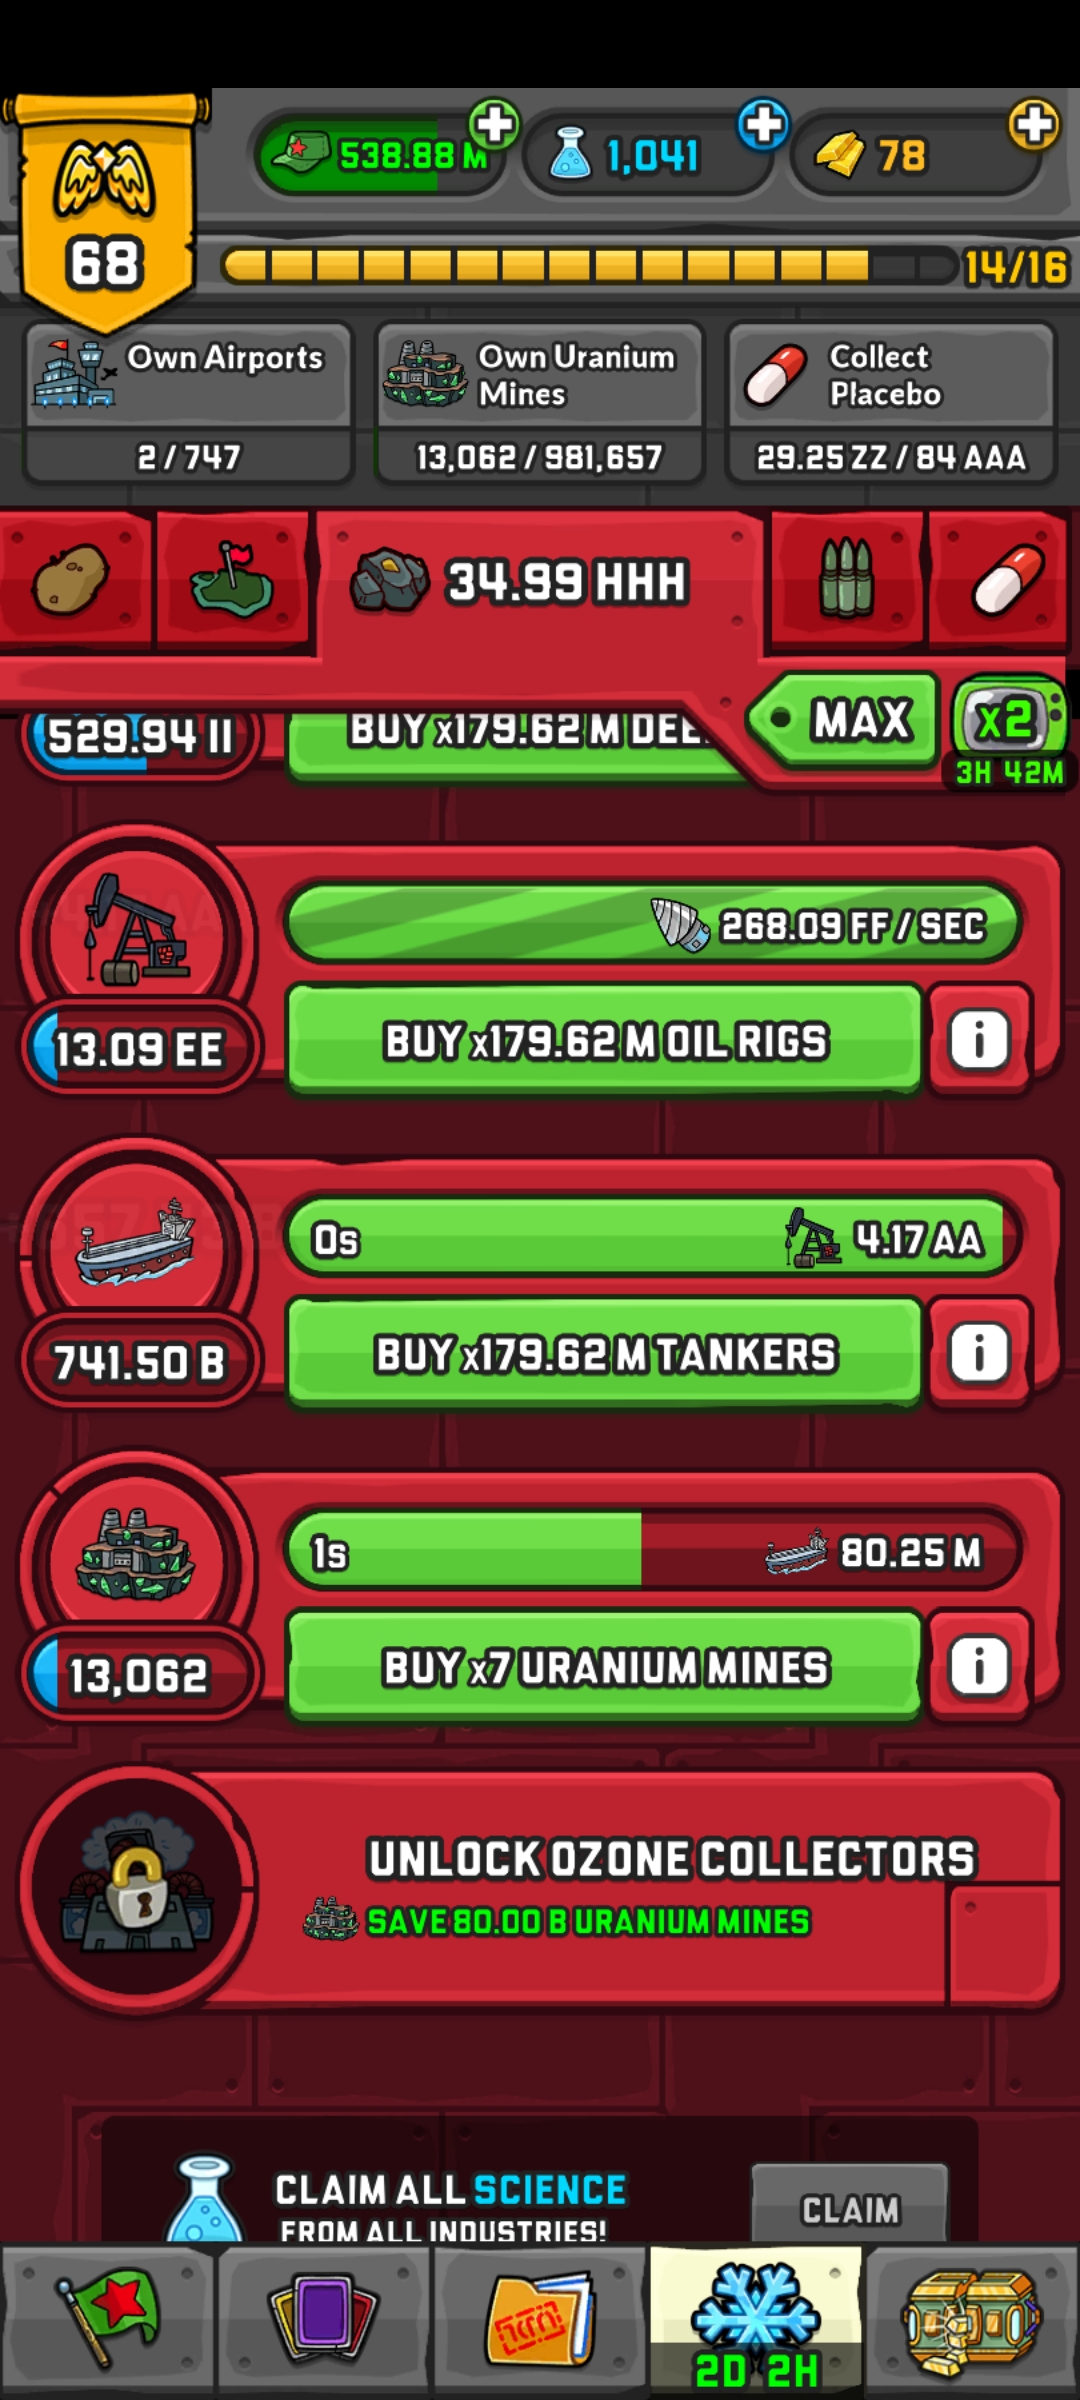 538.88 M
1,041
78
68
14/16
Own Airports
2 / 747
Own Uranium
Mines
13,062 / 981,657
Collect
Placebo
29.25 ZZ / 84 AAA
34.99 HHH
MAX
x2
3H 42M
529.94 II
BUY x179.62 M DEE
268.09 FF / SEC
13.09 EE
BUY x179.62 M OIL RIGS
i
0s
4.17 AA
741.50 B
BUY x179.62 M TANKERS
i
1s
80.25 M
13,062
BUY x7 URANIUM MINES
i
UNLOCK OZONE COLLECTORS
SAVE 80.00 B URANIUM MINES
CLAIM ALL SCIENCE
FROM ALL INDUSTRIES!
CLAIM
2D 2H